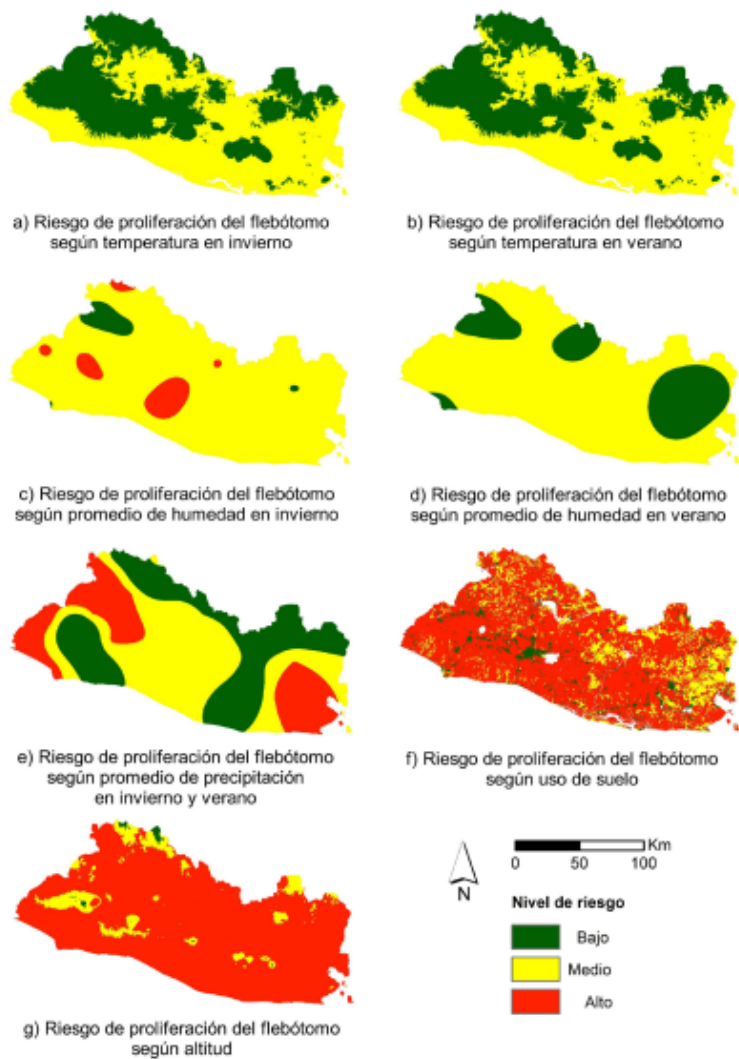 a) Riesgo de proliferación del flebótomo
según temperatura en invierno
b) Riesgo de proliferación del flebótomo
según temperatura en verano
c) Riesgo de proliferación del flebótomo
según promedio de humedad en invierno
d) Riesgo de proliferación del flebótomo
según promedio de humedad en verano
e) Riesgo de proliferación del flebótomo
según promedio de precipitación
en invierno y verano
f) Riesgo de proliferación del flebótomo
según uso de suelo
g) Riesgo de proliferación del flebótomo
según altitud
N
Km
0 50 100
Nivel de riesgo
Bajo
Medio
Alto